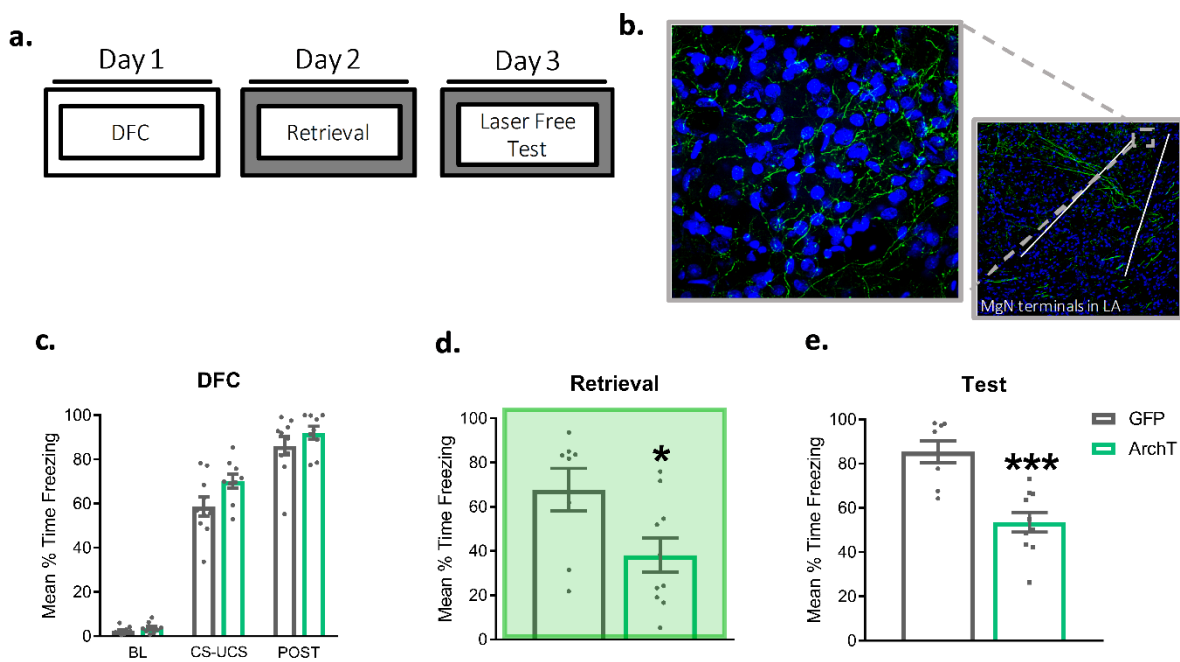 a.
Day 1
Day 2
Day 3
DFC
Retrieval
Laser Free
Test
b.
MgN terminals in LA
c.
DFC
Mean % Time Freezing
100
80
60
40
20
0
BL
CS-UCS
POST
d.
Retrieval
Mean % Time Freezing
100
80
60
40
20
0
*
e.
Test
Mean % Time Freezing
100
80
60
40
20
0
***
GFP
ArchT